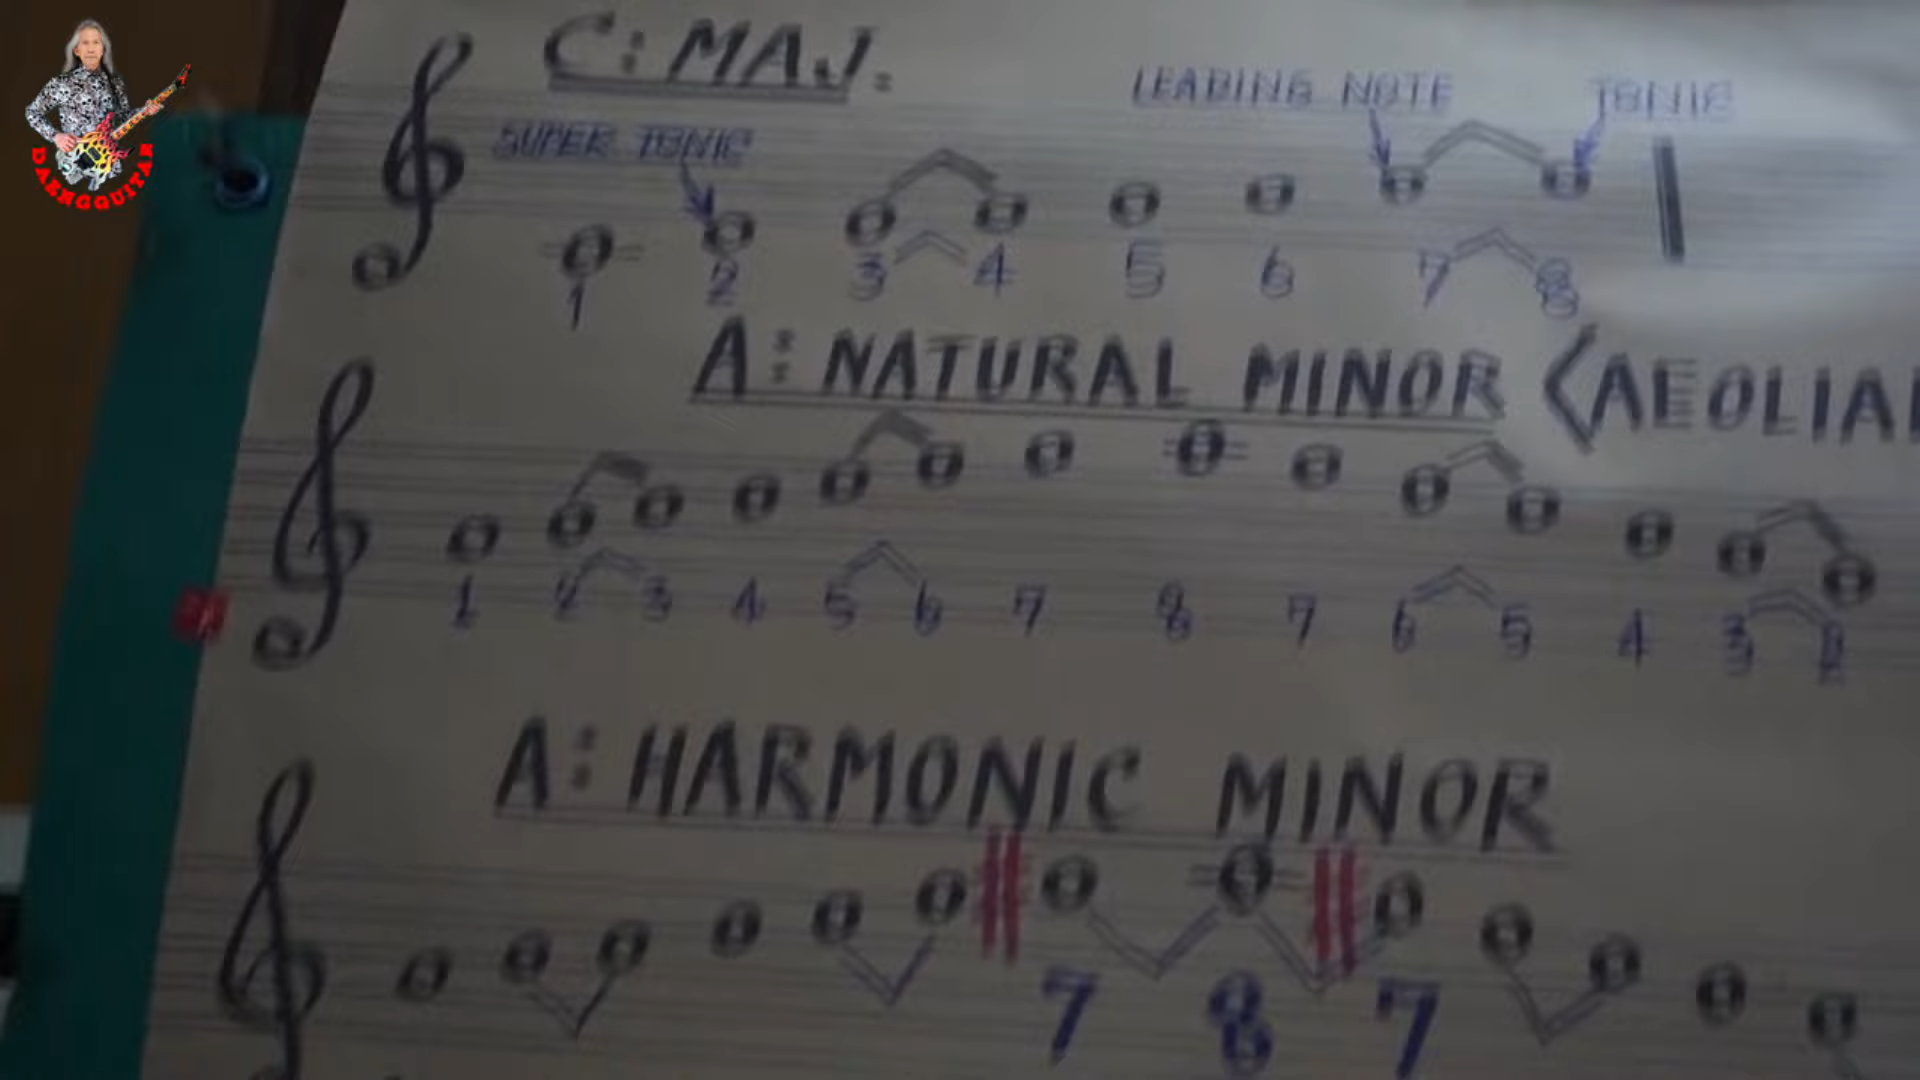 DAENGGUITAR
C: MAJ.
LEADING NOTE TONIC
SUPER TONIC
1 2 3 4 5 6 7 8
A: NATURAL MINOR (AEOLIA
1 2 3 4 5 6 7 8 7 6 5 4 3 2
A: HARMONIC MINOR
7 8 7